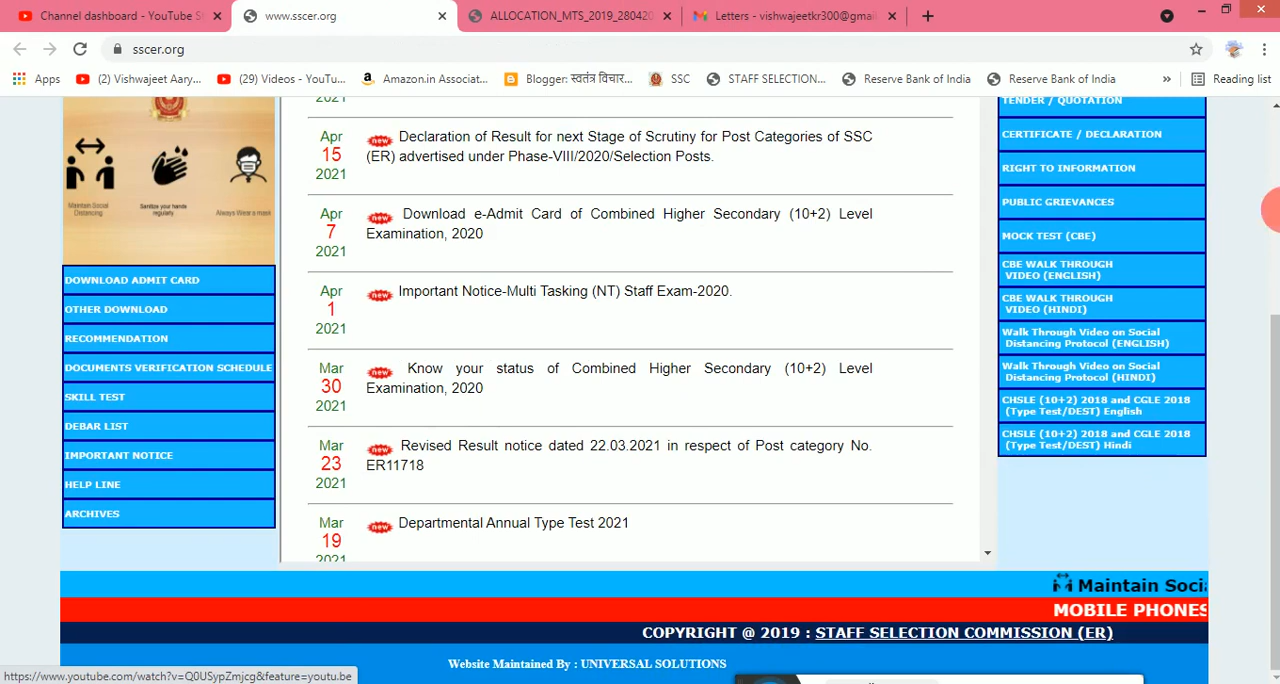 Channel dashboard - YouTube S
www.sscer.org
ALLOCATION_MTS_2019_280420
Letters - vishwajeetkr300@gmai
sscer.org
Apps
(2) Vishwajeet Aary...
(29) Videos - YouTu...
Amazon.in Associat...
Blogger: स्वतंत्र विचार...
SSC
STAFF SELECTION...
Reserve Bank of India
Reserve Bank of India
»
Reading list
Maintain Social
Distancing
Sanitize your hands
regularly
Always Wear a mask
DOWNLOAD ADMIT CARD
OTHER DOWNLOAD
RECOMMENDATION
DOCUMENTS VERIFICATION SCHEDULE
SKILL TEST
DEBAR LIST
IMPORTANT NOTICE
HELP LINE
ARCHIVES
2021
Apr
15
2021
new Declaration of Result for next Stage of Scrutiny for Post Categories of SSC
(ER) advertised under Phase-VIII/2020/Selection Posts.
Apr
7
2021
new Download e-Admit Card of Combined Higher Secondary (10+2) Level
Examination, 2020
Apr
1
2021
new Important Notice-Multi Tasking (NT) Staff Exam-2020.
Mar
30
2021
new Know your status of Combined Higher Secondary (10+2) Level
Examination, 2020
Mar
23
2021
new Revised Result notice dated 22.03.2021 in respect of Post category No.
ER11718
Mar
19
2021
new Departmental Annual Type Test 2021
TENDER / QUOTATION
CERTIFICATE / DECLARATION
RIGHT TO INFORMATION
PUBLIC GRIEVANCES
MOCK TEST (CBE)
CBE WALK THROUGH
VIDEO (ENGLISH)
CBE WALK THROUGH
VIDEO (HINDI)
Walk Through Video on Social
Distancing Protocol (ENGLISH)
Walk Through Video on Social
Distancing Protocol (HINDI)
CHSLE (10+2) 2018 and CGLE 2018
(Type Test/DEST) English
CHSLE (10+2) 2018 and CGLE 2018
(Type Test/DEST) Hindi
Maintain Soci
MOBILE PHONES
COPYRIGHT @ 2019 : STAFF SELECTION COMMISSION (ER)
Website Maintained By : UNIVERSAL SOLUTIONS
https://www.youtube.com/watch?v=Q0USypZmjcg&feature=youtu.be